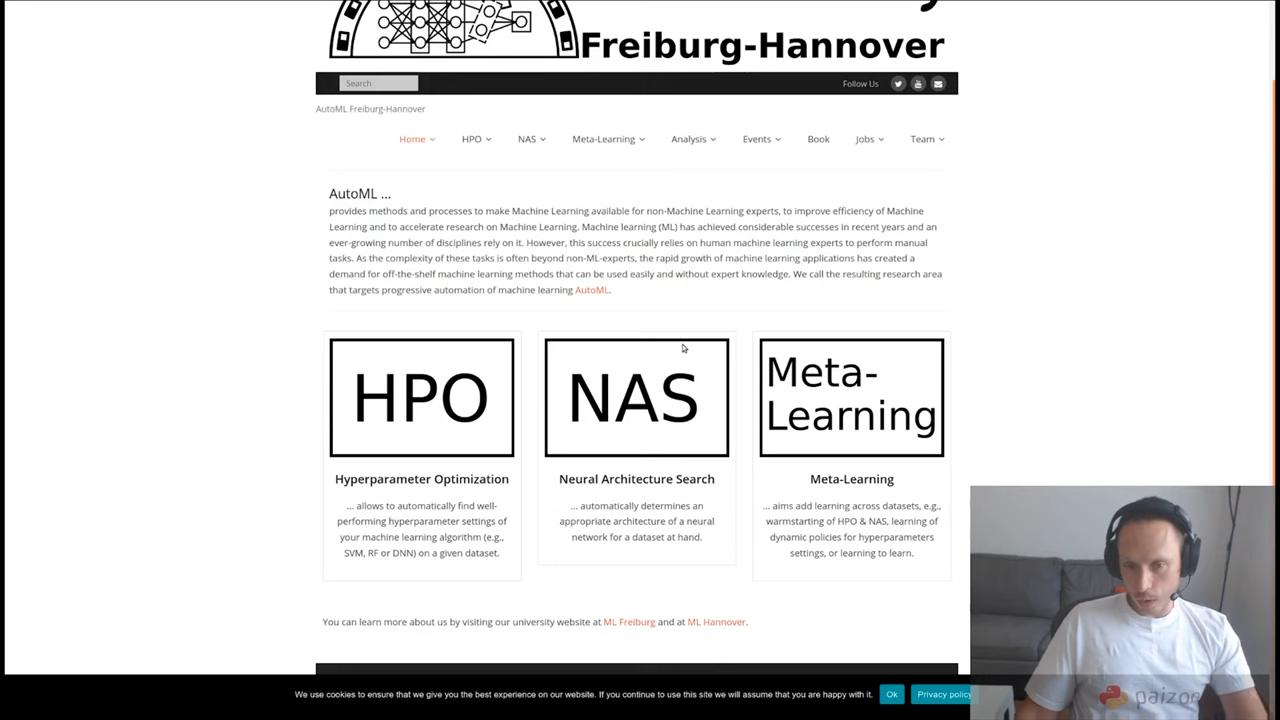 Freiburg-Hannover
Search
Follow Us
AutoML Freiburg-Hannover
Home HPO NAS Meta-Learning Analysis Events Book Jobs Team
AutoML ...
provides methods and processes to make Machine Learning available for non-Machine Learning experts, to improve efficiency of Machine
Learning and to accelerate research on Machine Learning. Machine learning (ML) has achieved considerable successes in recent years and an
ever-growing number of disciplines rely on it. However, this success crucially relies on human machine learning experts to perform manual
tasks. As the complexity of these tasks is often beyond non-ML-experts, the rapid growth of machine learning applications has created a
demand for off-the-shelf machine learning methods that can be used easily and without expert knowledge. We call the resulting research area
that targets progressive automation of machine learning AutoML.
HPO
Hyperparameter Optimization
... allows to automatically find well-
performing hyperparameter settings of
your machine learning algorithm (e.g.,
SVM, RF or DNN) on a given dataset.
NAS
Neural Architecture Search
... automatically determines an
appropriate architecture of a neural
network for a dataset at hand.
Meta-
Learning
Meta-Learning
... aims add learning across datasets, e.g.,
warmstarting of HPO & NAS, learning of
dynamic policies for hyperparameters
settings, or learning to learn.
You can learn more about us by visiting our university website at ML Freiburg and at ML Hannover.
We use cookies to ensure that we give you the best experience on our website. If you continue to use this site we will assume that you are happy with it. Ok Privacy policy